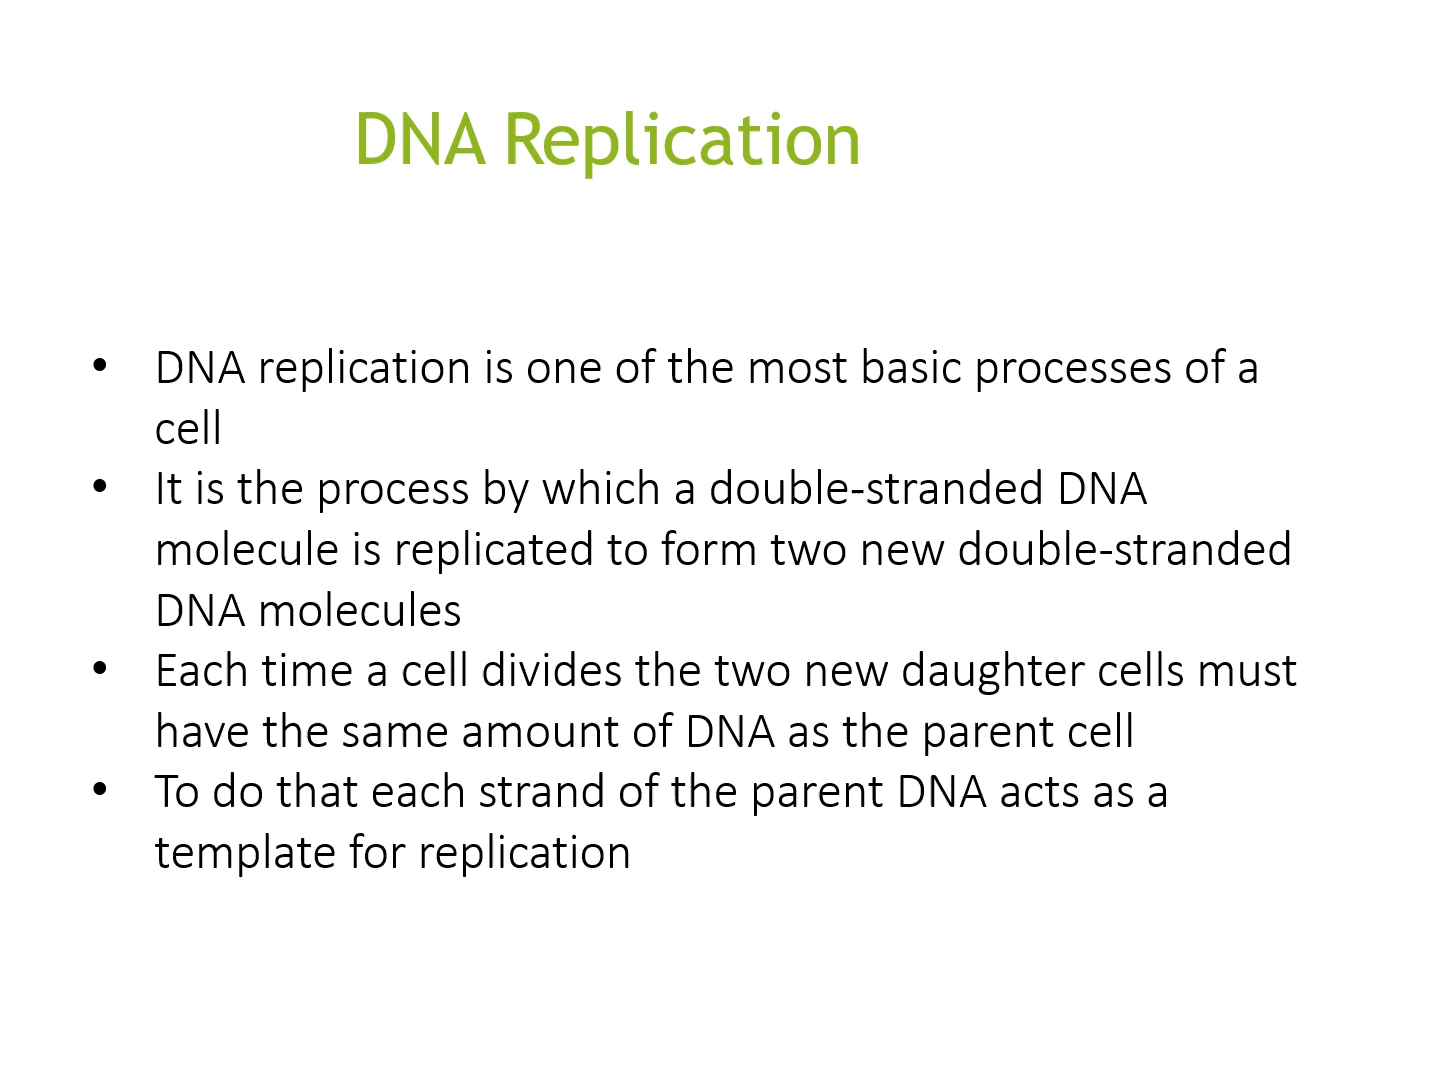 DNA Replication
• DNA replication is one of the most basic processes of a
cell
• It is the process by which a double-stranded DNA
molecule is replicated to form two new double-stranded
DNA molecules
• Each time a cell divides the two new daughter cells must
have the same amount of DNA as the parent cell
• To do that each strand of the parent DNA acts as a
template for replication